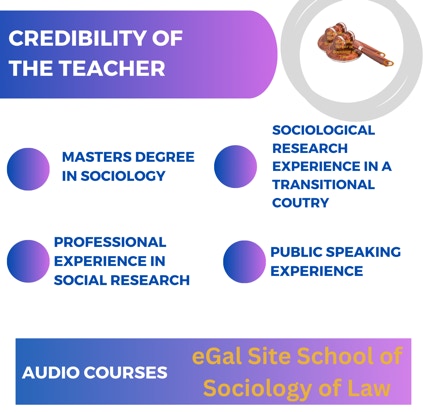 CREDIBILITY OF
THE TEACHER
MASTERS DEGREE
IN SOCIOLOGY
SOCIOLOGICAL
RESEARCH
EXPERIENCE IN A
TRANSITIONAL
COUTRY
PROFESSIONAL
EXPERIENCE IN
SOCIAL RESEARCH
PUBLIC SPEAKING
EXPERIENCE
AUDIO COURSES
eGal Site School of
Sociology of Law